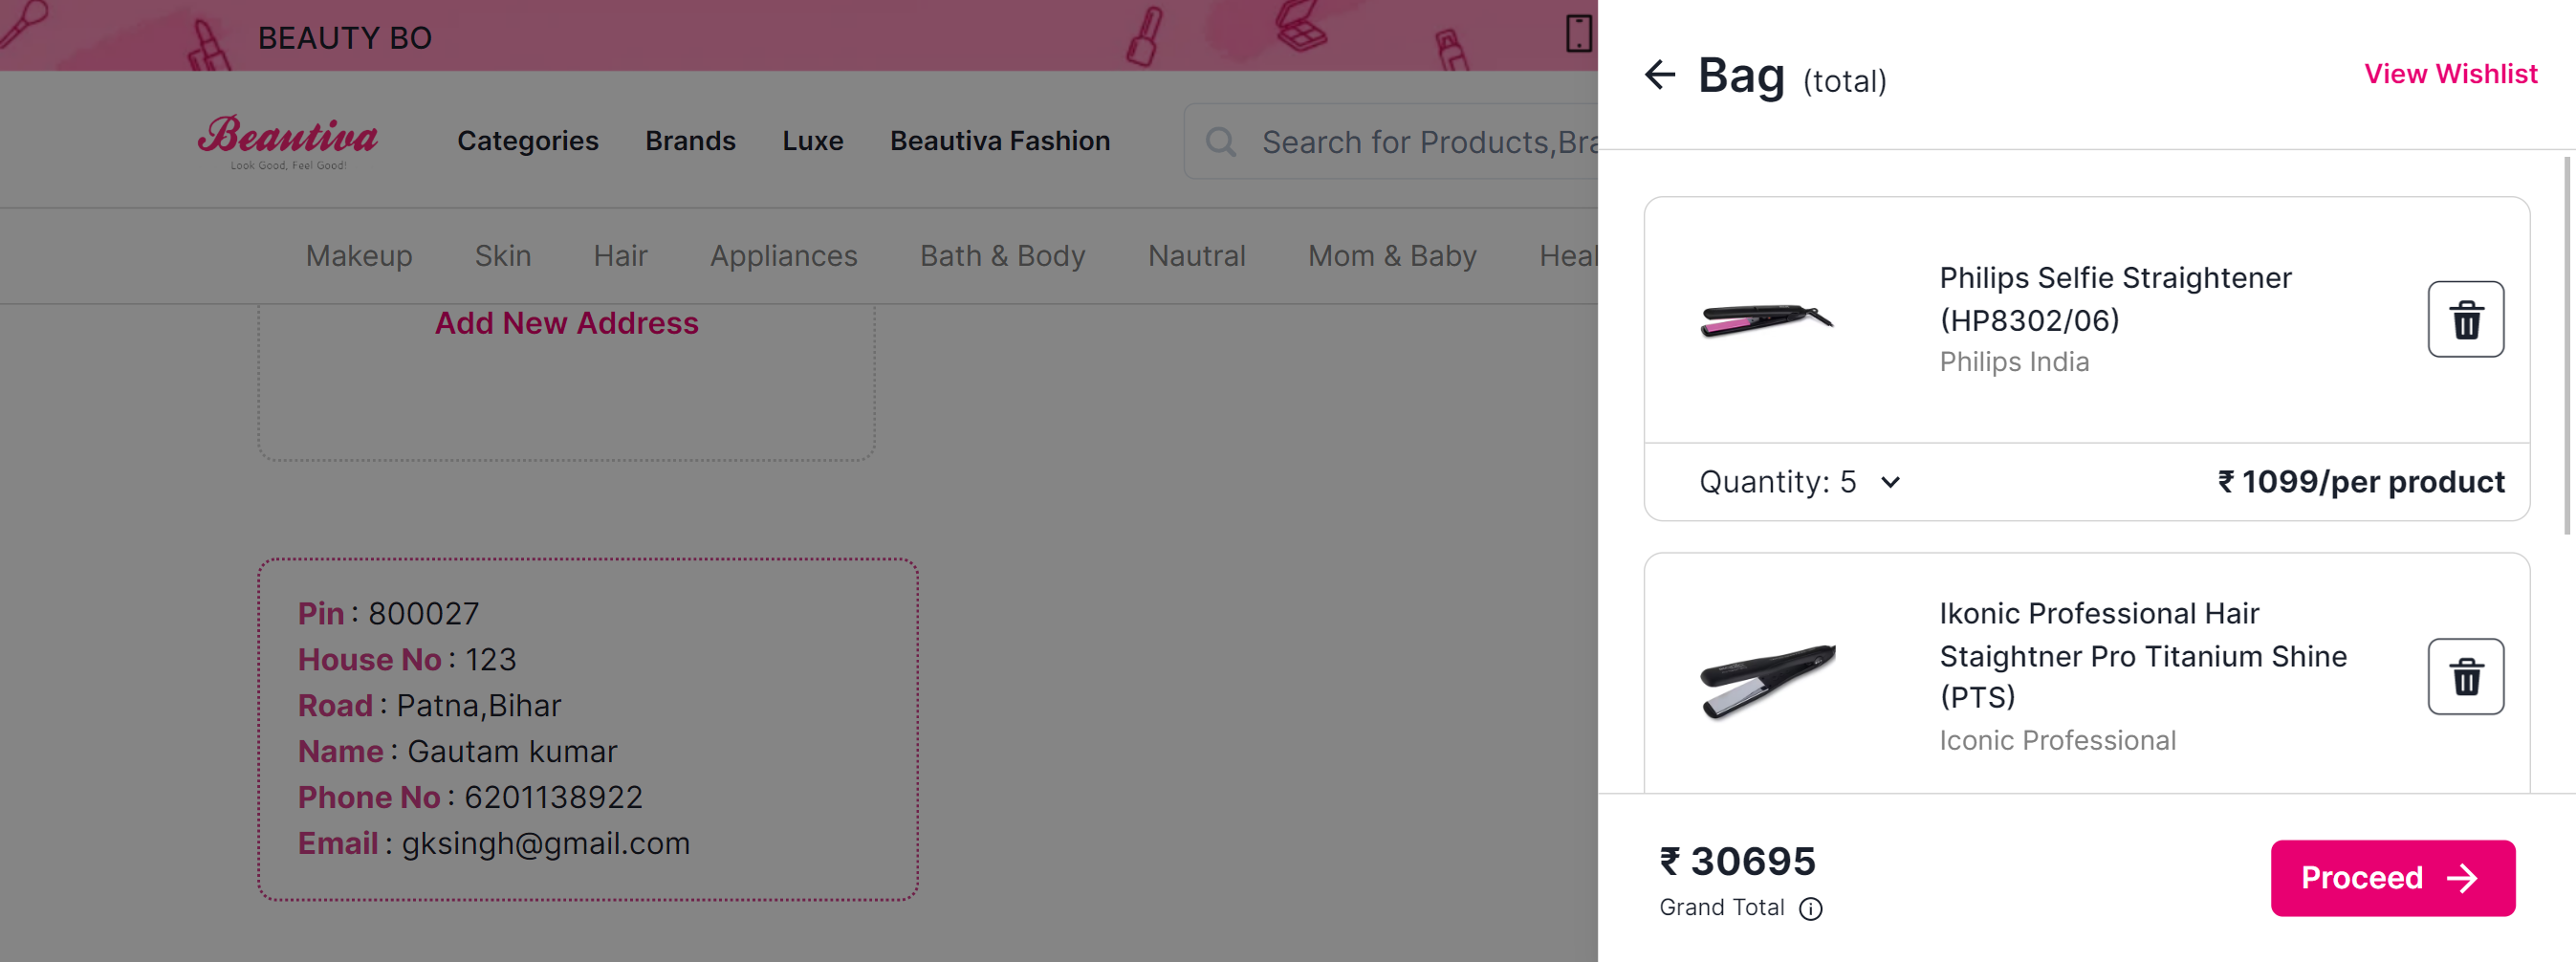 BEAUTY BO
Beautiva
Look Good, Feel Good!
Categories Brands Luxe Beautiva Fashion
Search for Products,Bra
Makeup Skin Hair Appliances Bath & Body Nautral Mom & Baby Heal
Add New Address
Pin : 800027
House No : 123
Road : Patna,Bihar
Name : Gautam kumar
Phone No : 6201138922
Email : gksingh@gmail.com
Bag (total)
View Wishlist
Philips Selfie Straightener
(HP8302/06)
Philips India
Quantity: 5
₹ 1099/per product
Ikonic Professional Hair
Staightner Pro Titanium Shine
(PTS)
Iconic Professional
₹ 30695
Grand Total
Proceed